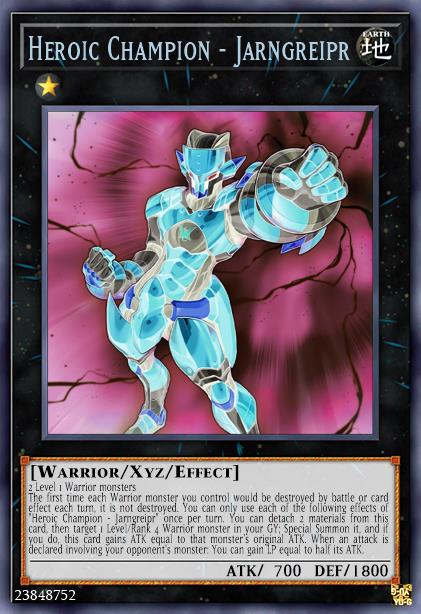 Heroic Champion - Jarngreipr
EARTH
地
[Warrior/Xyz/Effect]
2 Level 1 Warrior monsters
The first time each Warrior monster you control would be destroyed by battle or card
effect each turn, it is not destroyed. You can only use each of the following effects of
"Heroic Champion - Jarngreipr" once per turn. You can detach 2 materials from this
card, then target 1 Level/Rank 4 Warrior monster in your GY; Special Summon it, and if
you do, this card gains ATK equal to that monster's original ATK. When an attack is
declared involving your opponent's monster: You can gain LP equal to half its ATK.
ATK/ 700 DEF/1800
23848752